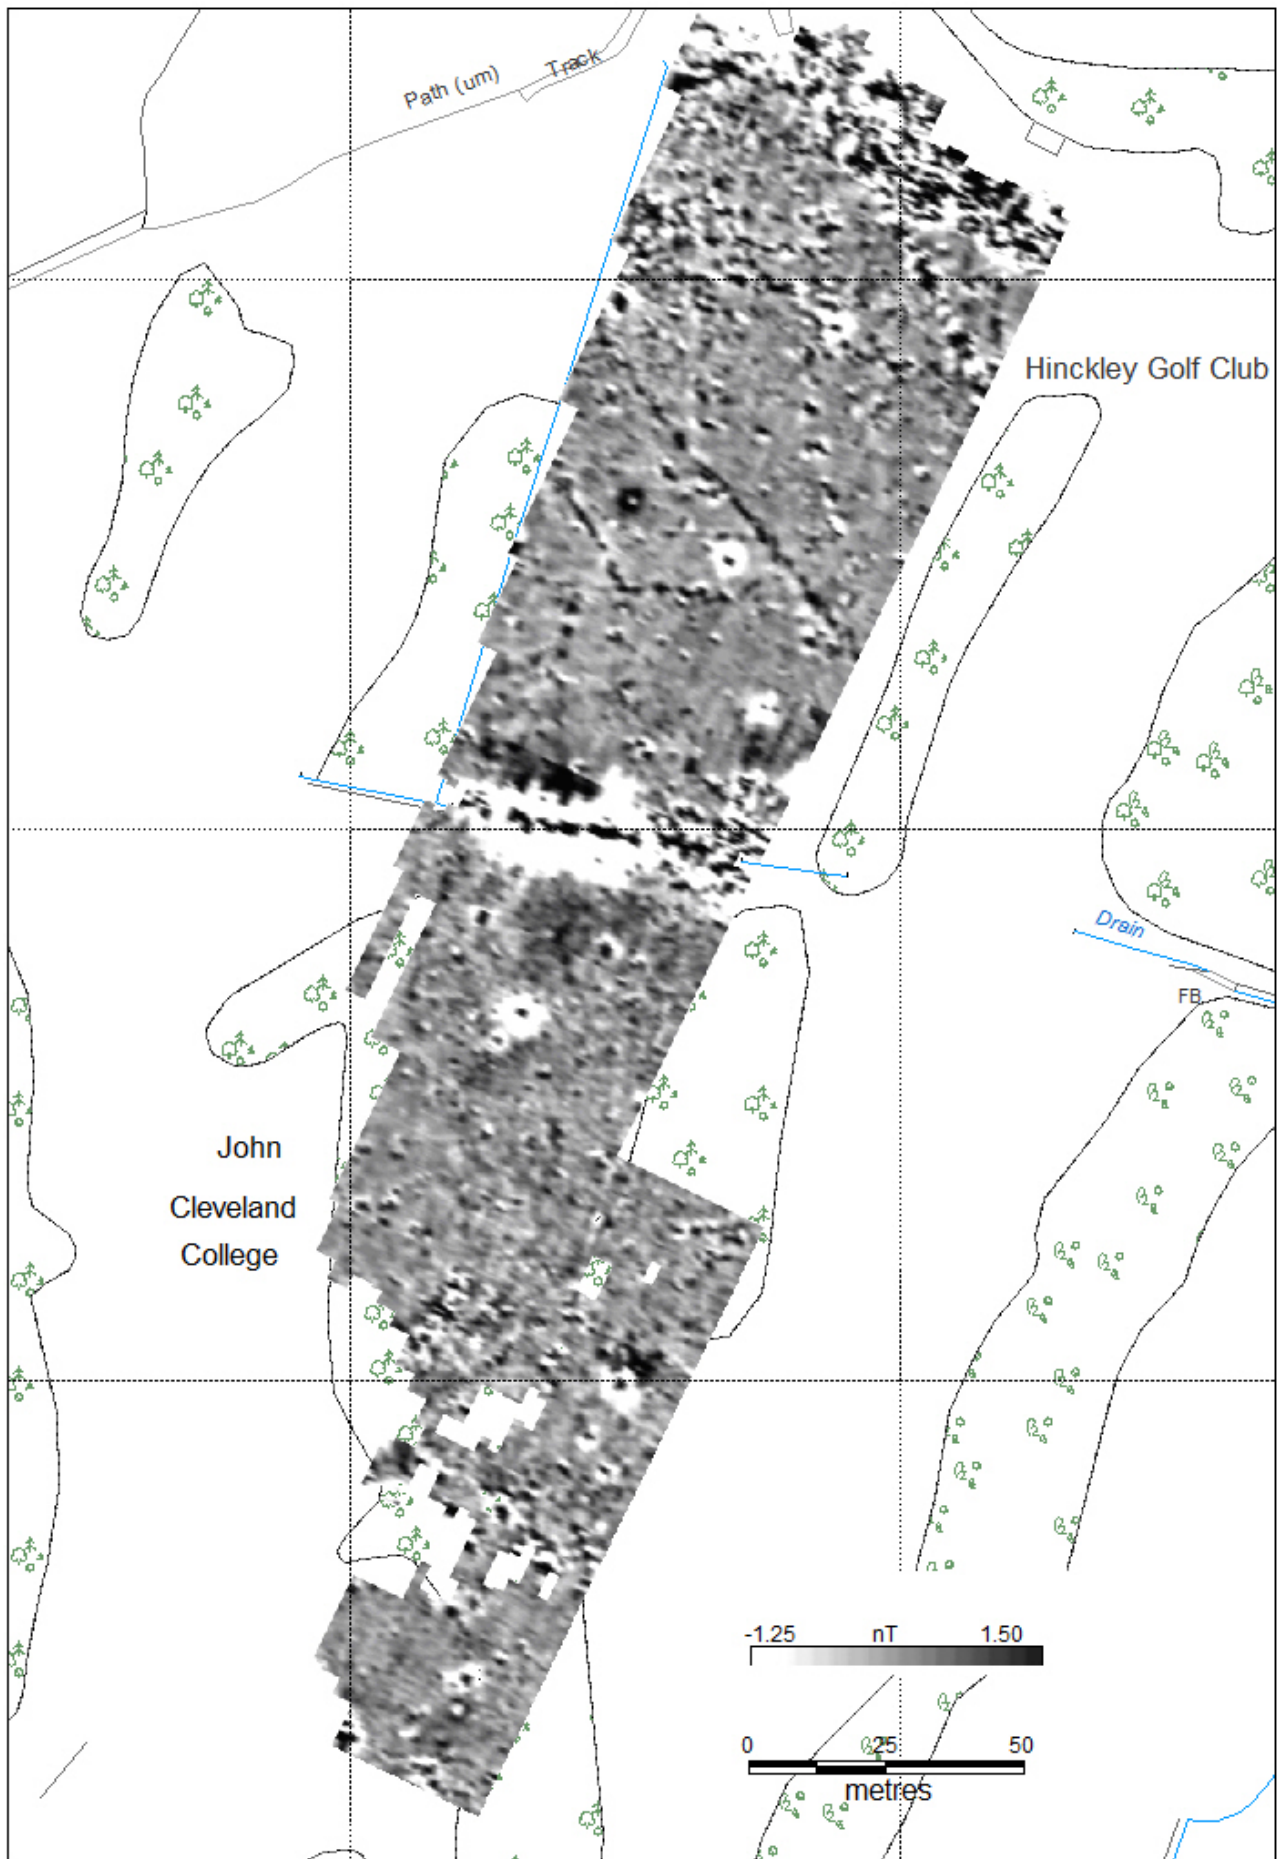 Path (um)
Track
Hinckley Golf Club
Drain
FB
John
Cleveland
College
-1.25 nT 1.50
0 25 50
metres